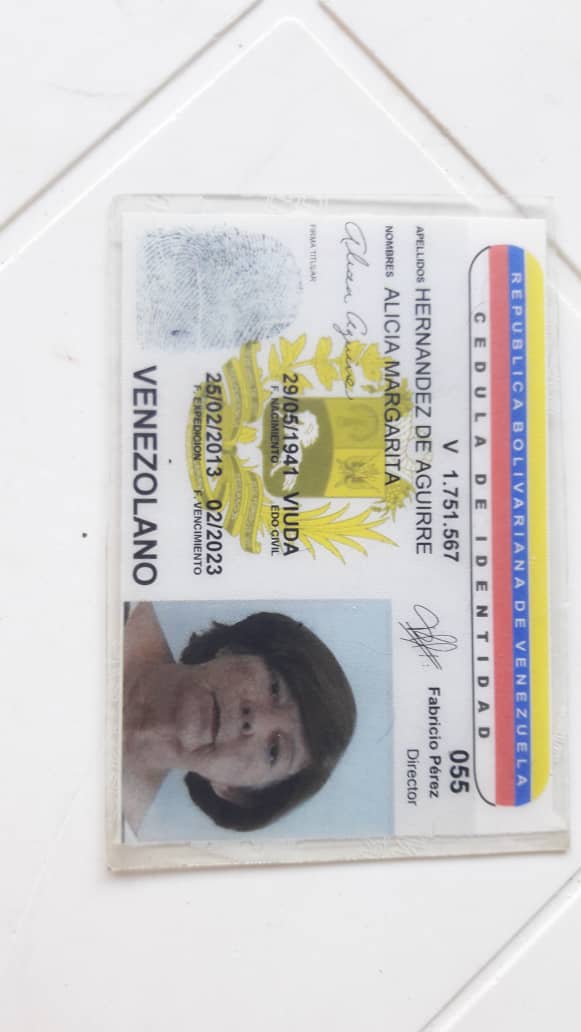 REPUBLICA BOLIVARIANA DE VENEZUELA
CEDULA DE IDENTIDAD
V 1.751.567
055
APELLIDOS HERNANDEZ DE AGUIRRE
Fabricio Pérez
Director
NOMBRES ALICIA MARGARITA
Alicia Aguirre
FIRMA TITULAR
29/05/1941 VIUDA
F. NACIMIENTO EDO CIVIL
25/02/2013 02/2023
F. EXPEDICION F. VENCIMIENTO
VENEZOLANO